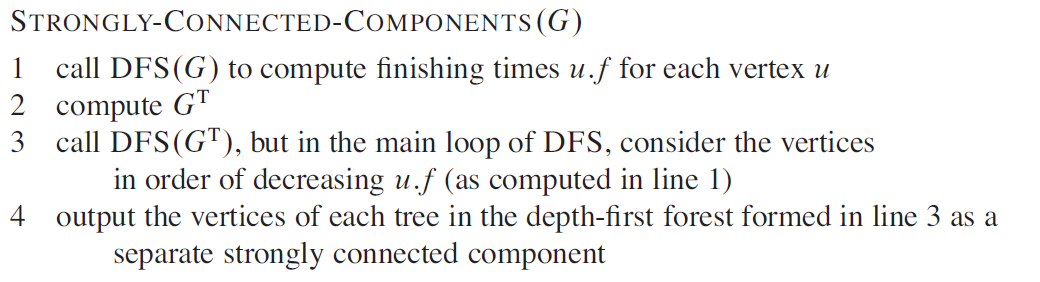 STRONGLY-CONNECTED-COMPONENTS(G)
1 call DFS(G) to compute finishing times u.f for each vertex u
2 compute Gᵀ
3 call DFS(Gᵀ), but in the main loop of DFS, consider the vertices
in order of decreasing u.f (as computed in line 1)
4 output the vertices of each tree in the depth-first forest formed in line 3 as a
separate strongly connected component